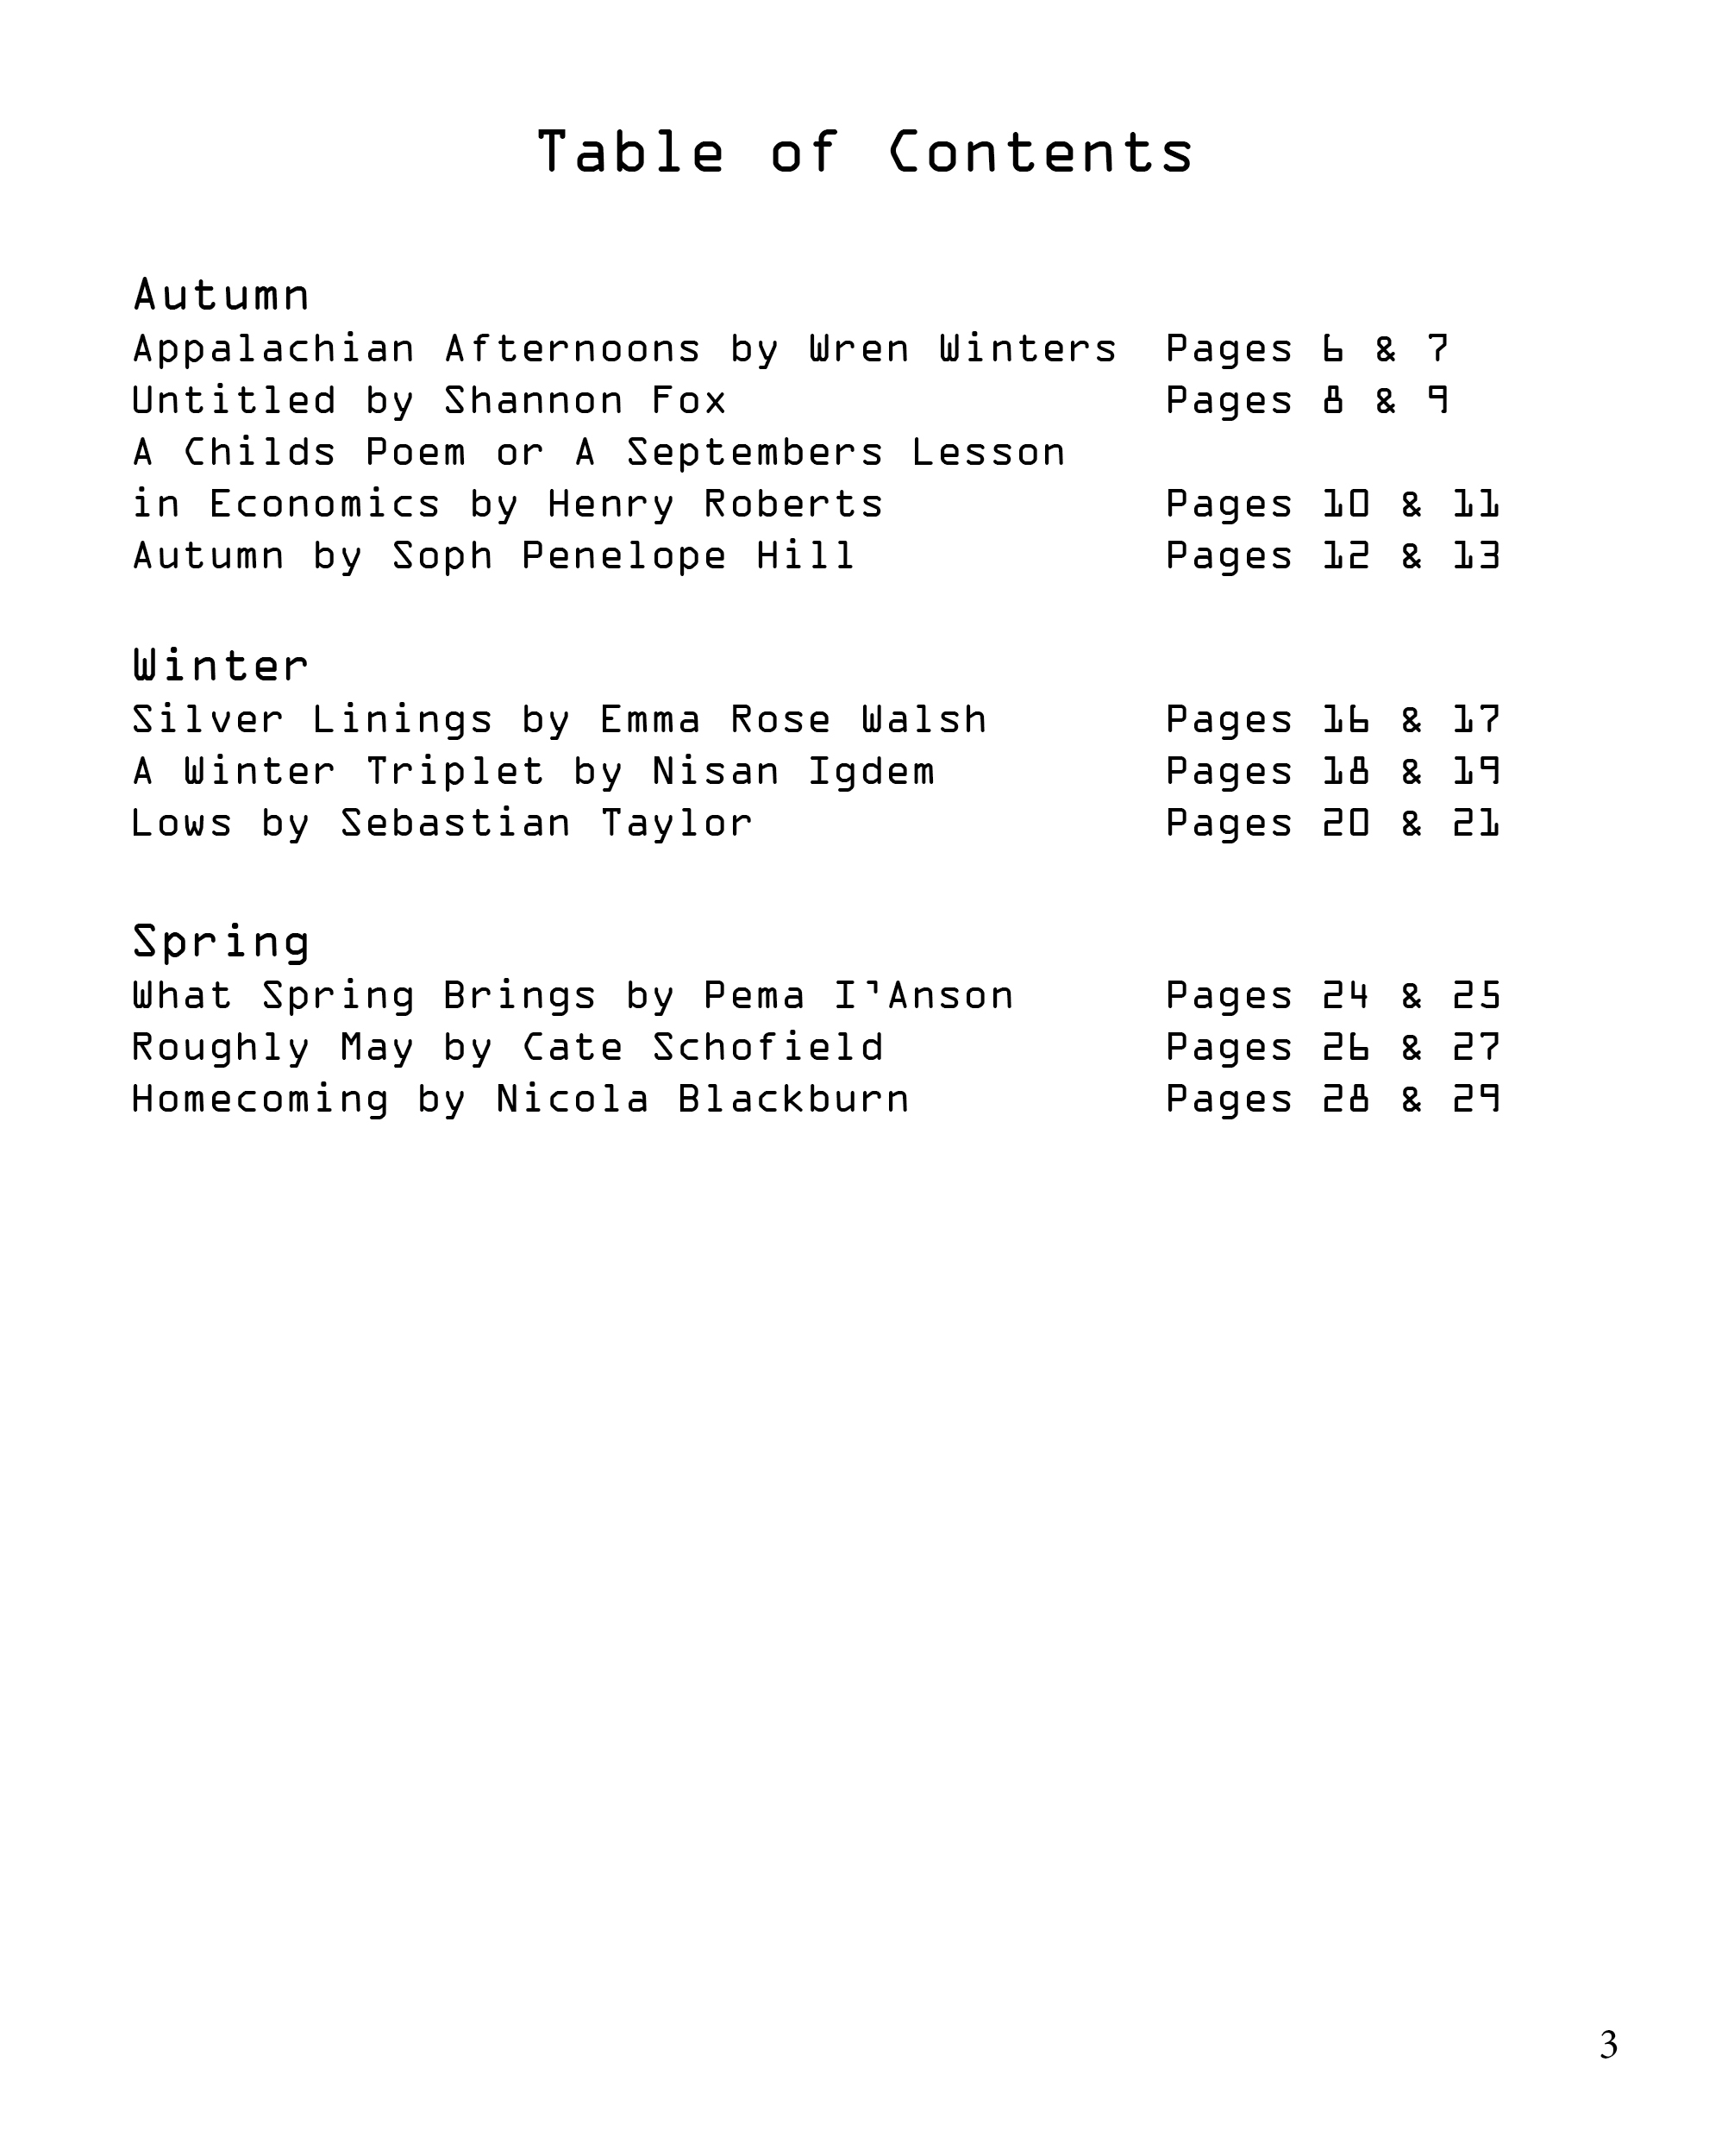 Table of Contents
Autumn
Appalachian Afternoons by Wren Winters Pages 6 & 7
Untitled by Shannon Fox Pages 8 & 9
A Childs Poem or A Septembers Lesson
in Economics by Henry Roberts Pages 10 & 11
Autumn by Soph Penelope Hill Pages 12 & 13
Winter
Silver Linings by Emma Rose Walsh Pages 16 & 17
A Winter Triplet by Nisan Igdem Pages 18 & 19
Lows by Sebastian Taylor Pages 20 & 21
Spring
What Spring Brings by Pema I'Anson Pages 24 & 25
Roughly May by Cate Schofield Pages 26 & 27
Homecoming by Nicola Blackburn Pages 28 & 29
3